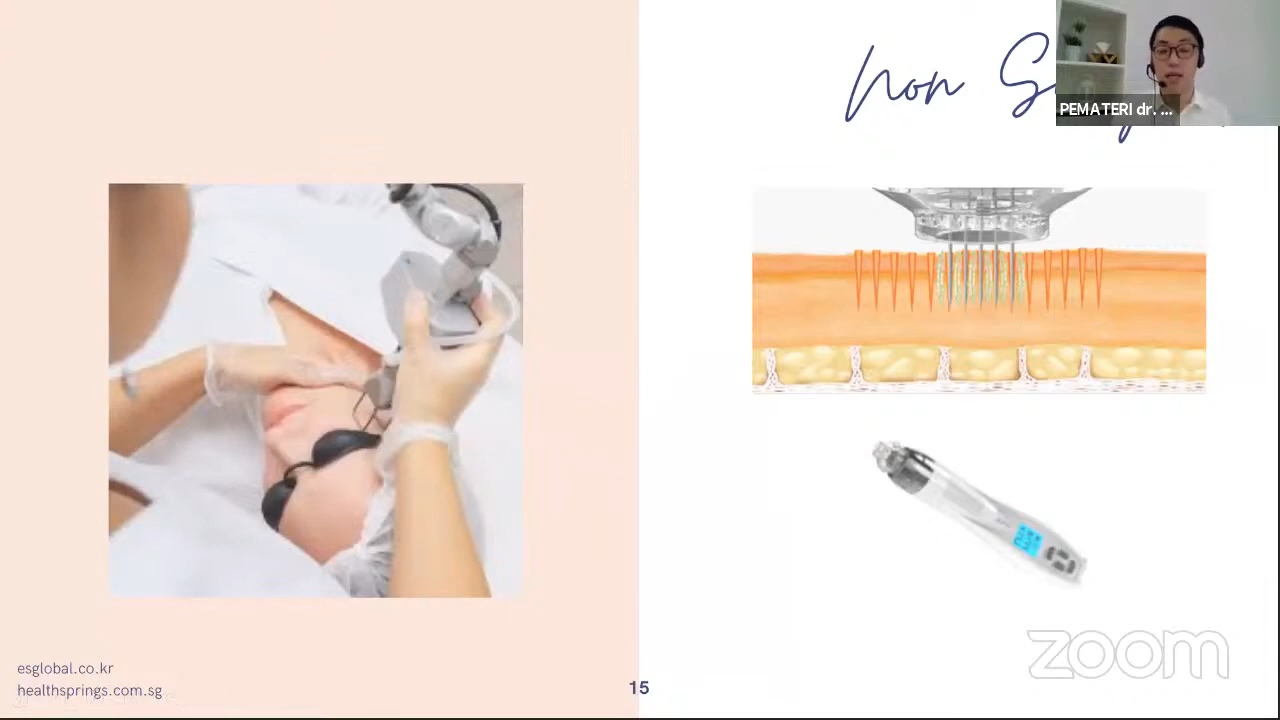 Non S
PEMATERI dr. ...
esglobal.co.kr
healthsprings.com.sg
15
zoom